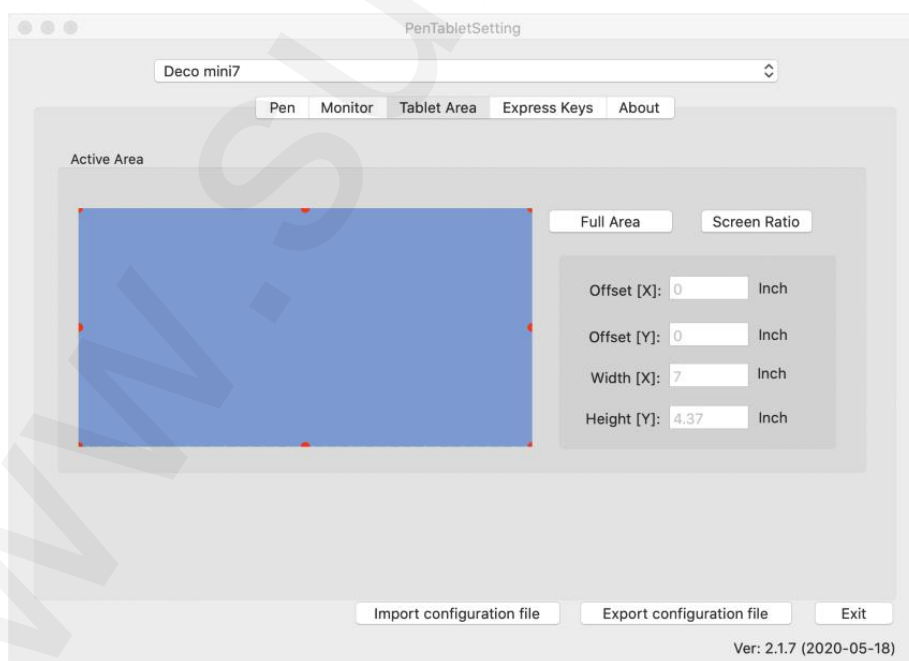 PenTabletSetting
Deco mini7
Pen Monitor Tablet Area Express Keys About
Active Area
Full Area Screen Ratio
Offset [X]: 0 Inch
Offset [Y]: 0 Inch
Width [X]: 7 Inch
Height [Y]: 4.37 Inch
Import configuration file Export configuration file Exit
Ver: 2.1.7 (2020-05-18)
w.su